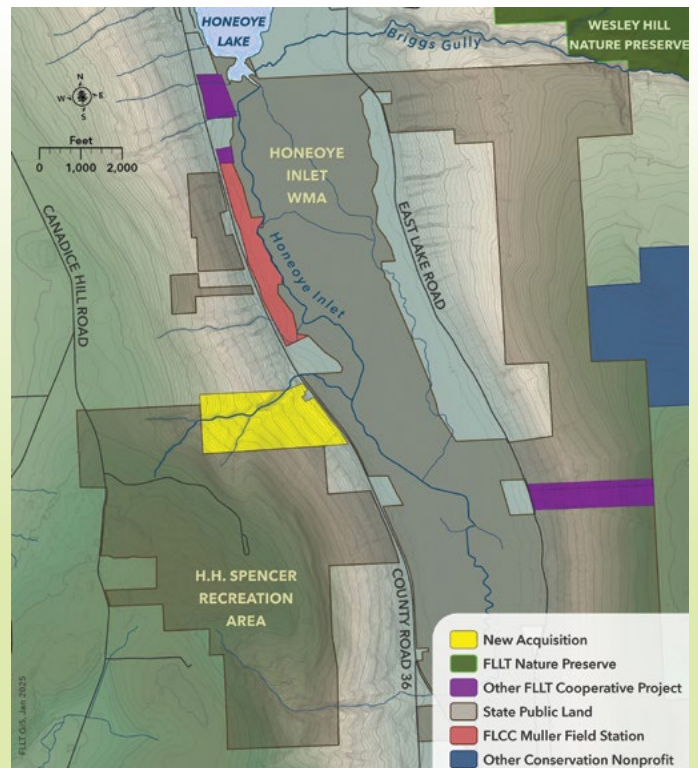 HONEOYE
LAKE
Briggs Gully
WESLEY HILL
NATURE PRESERVE
N
W
E
S
Feet
0 1,000 2,000
HONEOYE
INLET
WMA
CANADICE HILL ROAD
Honeoye Inlet
EAST LAKE ROAD
H.H. SPENCER
RECREATION
AREA
COUNTY ROAD 36
New Acquisition
FLLT Nature Preserve
Other FLLT Cooperative Project
State Public Land
FLCC Muller Field Station
Other Conservation Nonprofit
FLLT GIS, Jan 2025